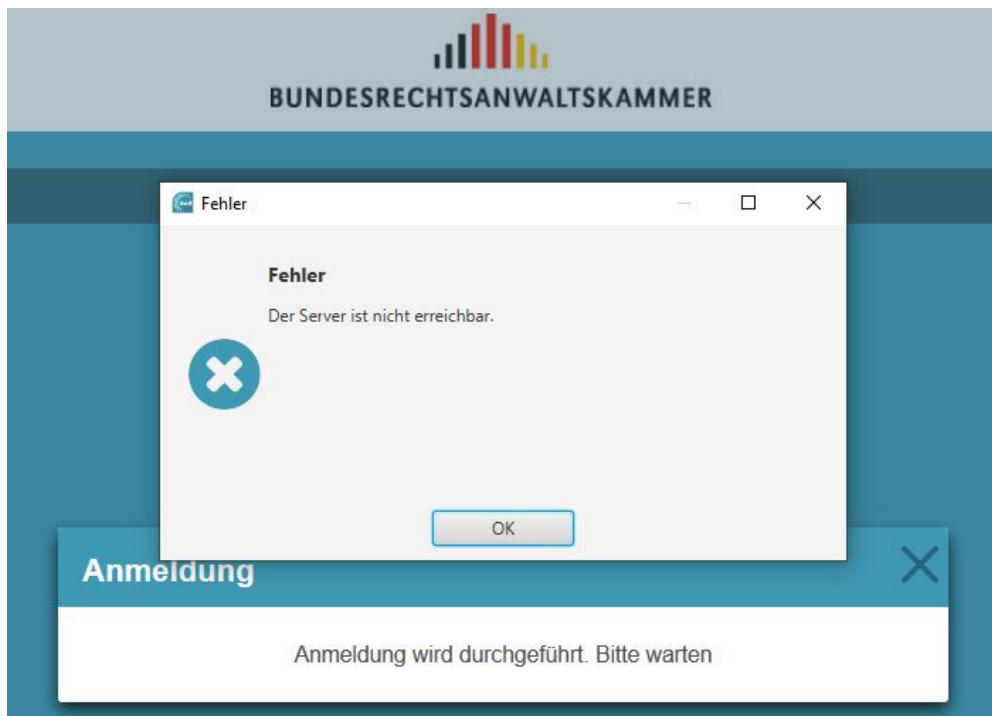 BUNDESRECHTSANWALTSKAMMER
Fehler
Fehler
Der Server ist nicht erreichbar.
OK
Anmeldung
Anmeldung wird durchgeführt. Bitte warten